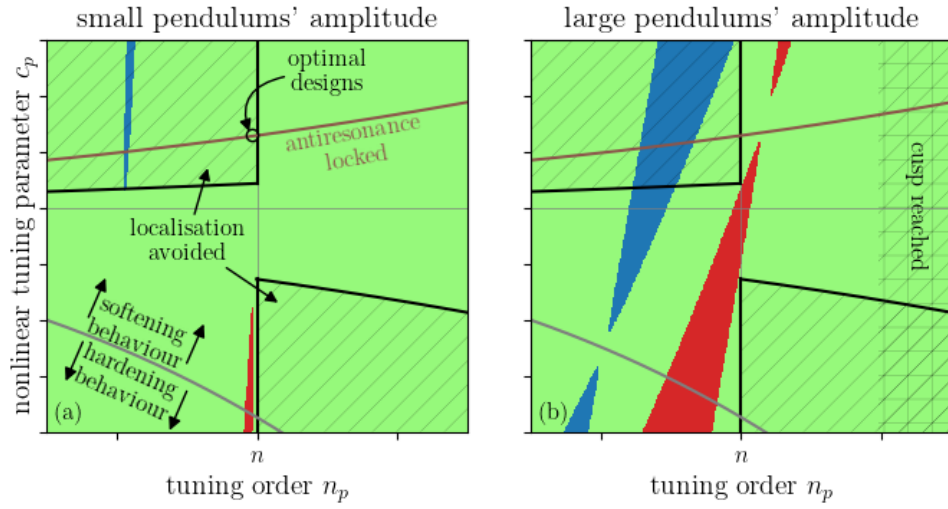 small pendulums' amplitude
large pendulums' amplitude
nonlinear tuning parameter c_p
optimal
designs
antiresonance
locked
localisation
avoided
softening
behaviour
hardening
behaviour
(a)
n
tuning order n_p
cusp reached
(b)
n
tuning order n_p